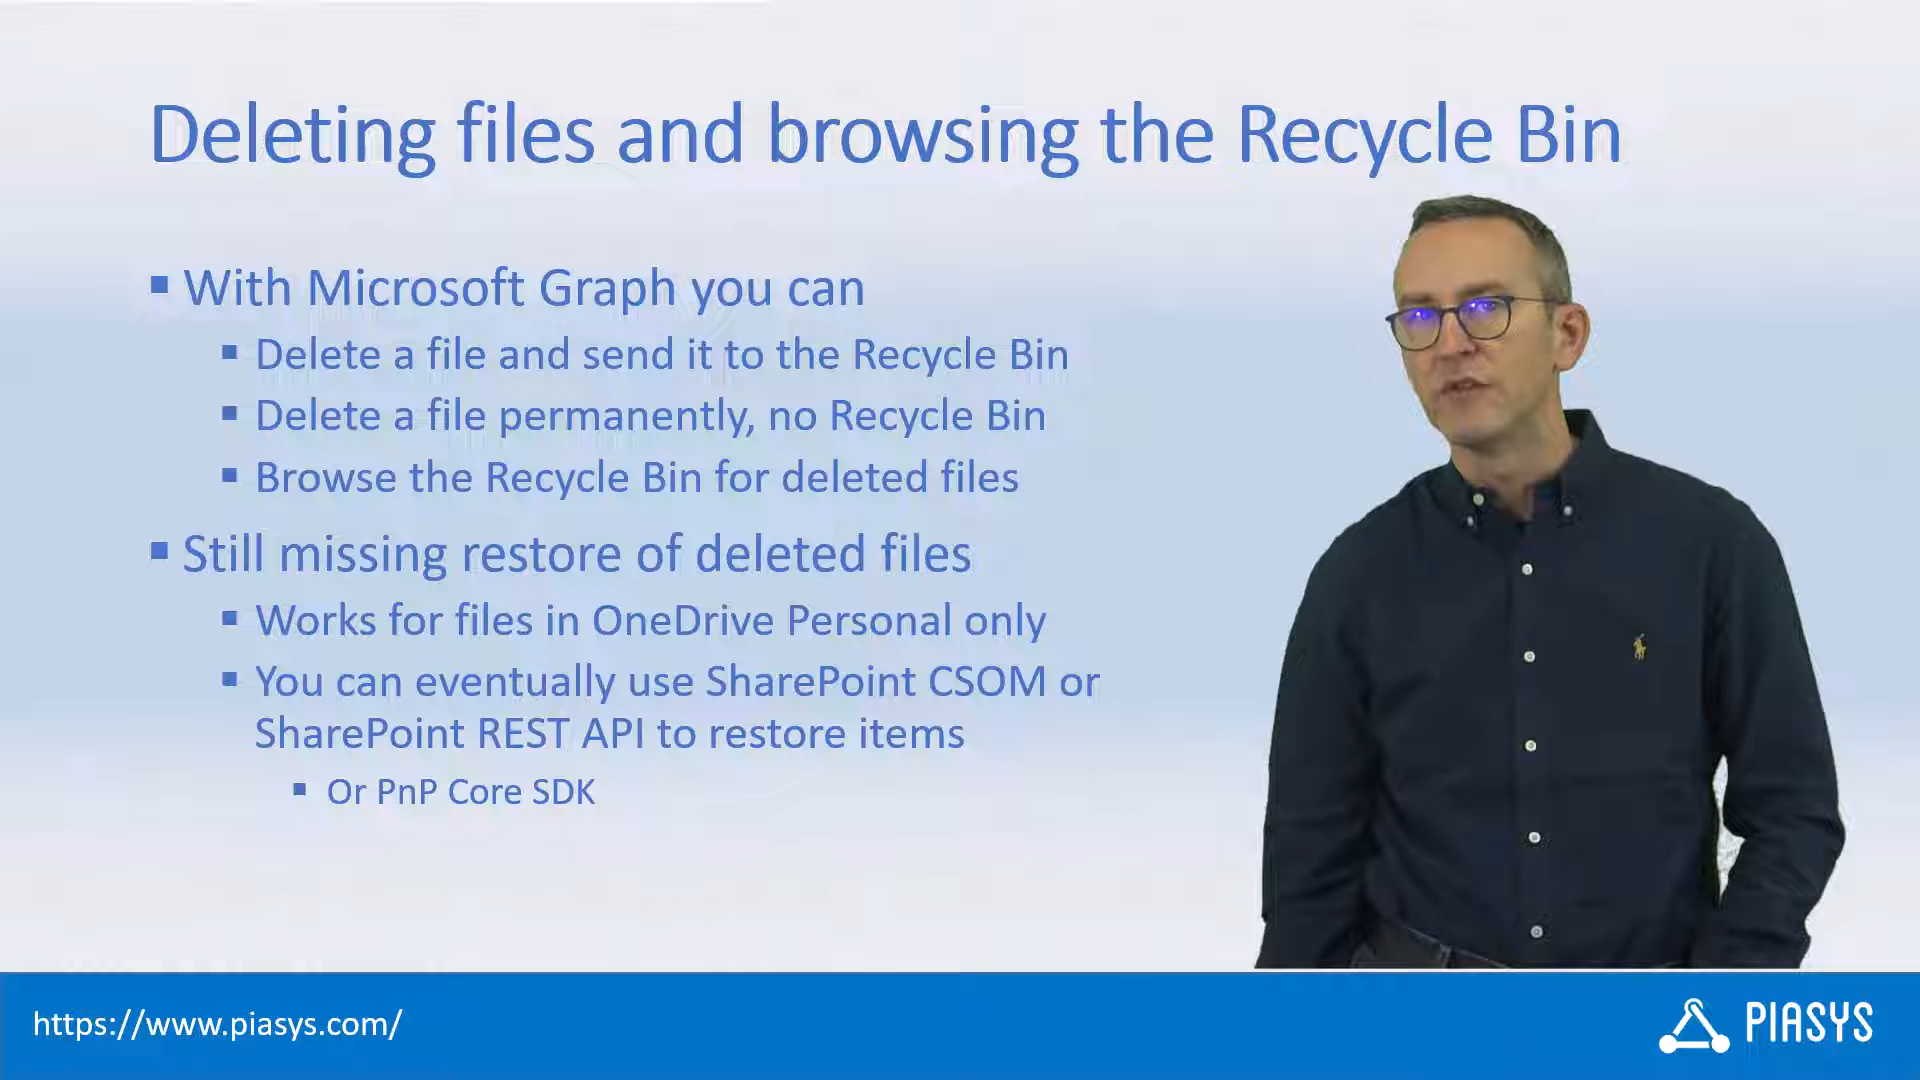 Deleting files and browsing the Recycle Bin
With Microsoft Graph you can
Delete a file and send it to the Recycle Bin
Delete a file permanently, no Recycle Bin
Browse the Recycle Bin for deleted files
Still missing restore of deleted files
Works for files in OneDrive Personal only
You can eventually use SharePoint CSOM or
SharePoint REST API to restore items
Or PnP Core SDK
https://www.piasys.com/
PIASYS